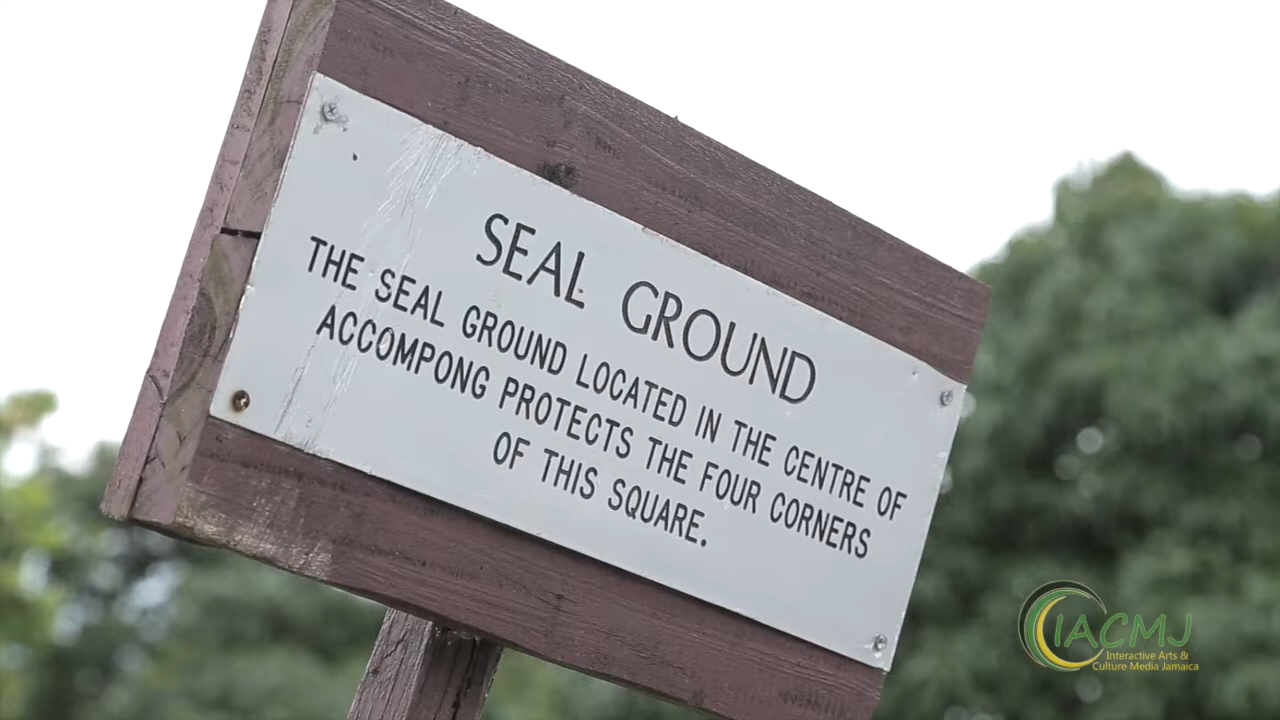 SEAL GROUND
THE SEAL GROUND LOCATED IN THE CENTRE OF
ACCOMPONG PROTECTS THE FOUR CORNERS
OF THIS SQUARE.
IACMJ
Interactive Arts &
Culture Media Jamaica